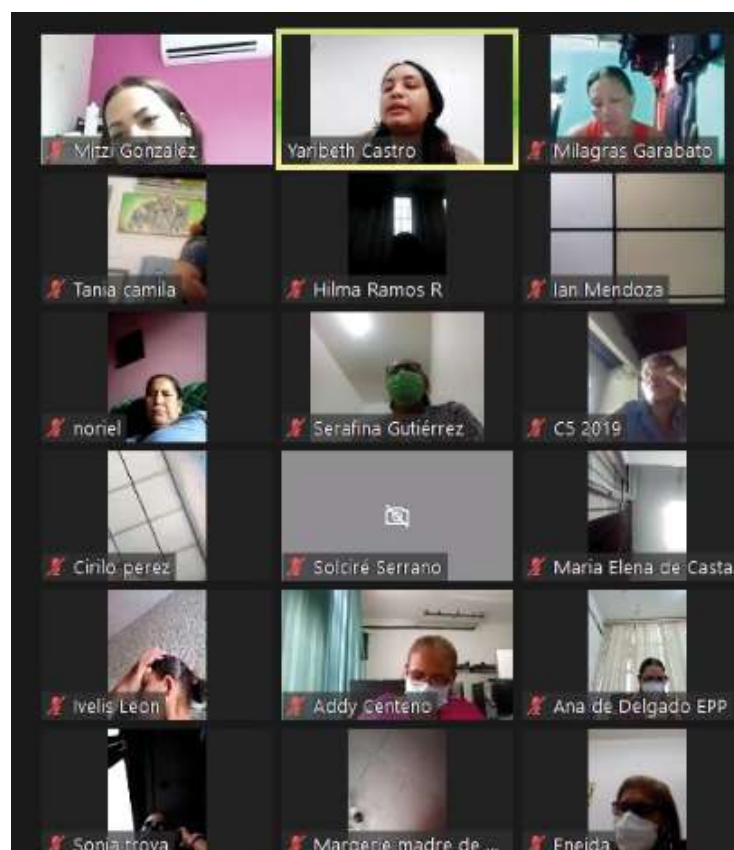 Mitzi Gonzalez
Yaribeth Castro
Milagras Garabato
Tania camila
Hilma Ramos R
Ian Mendoza
noriel
Serafina Gutiérrez
CS 2019
Cirilo perez
Solciré Serrano
Maria Elena de Casta
Ivelis Leon
Addy Centeno
Ana de Delgado EPP
Sonia troya
Margerie madre de ...
Eneida